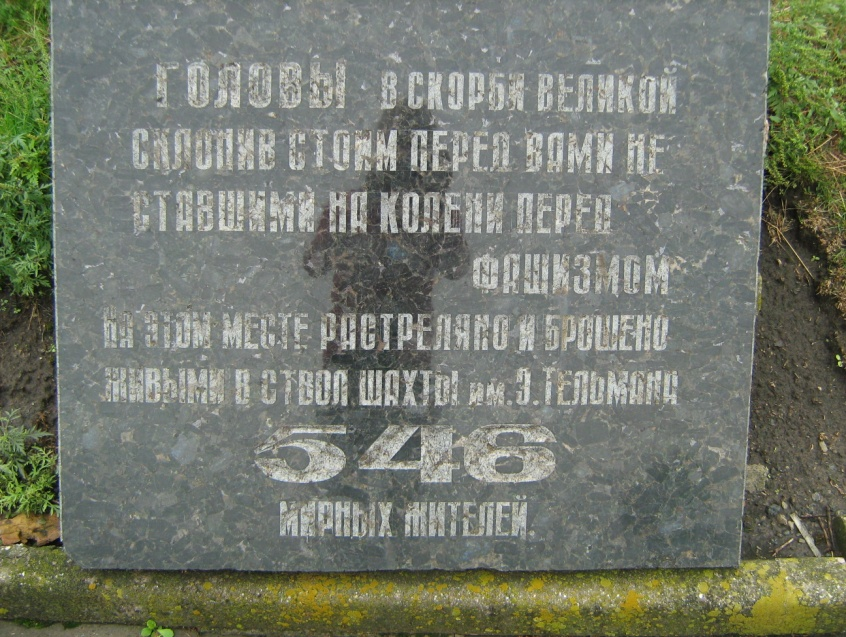 ГОЛОВЫ В СКОРБИ ВЕЛИКОЙ
СКЛОНИВ СТОИМ ПЕРЕД ВАМИ НЕ
СТАВШИМИ НА КОЛЕНИ ПЕРЕД
ФАШИЗМОМ
НА ЭТОМ МЕСТЕ РАСТРЕЛЯНО И БРОШЕНО
ЖИВЫМИ В СТВОЛ ШАХТЫ им. Э.ТЕЛЬМАНА
546
МИРНЫХ ЖИТЕЛЕЙ.